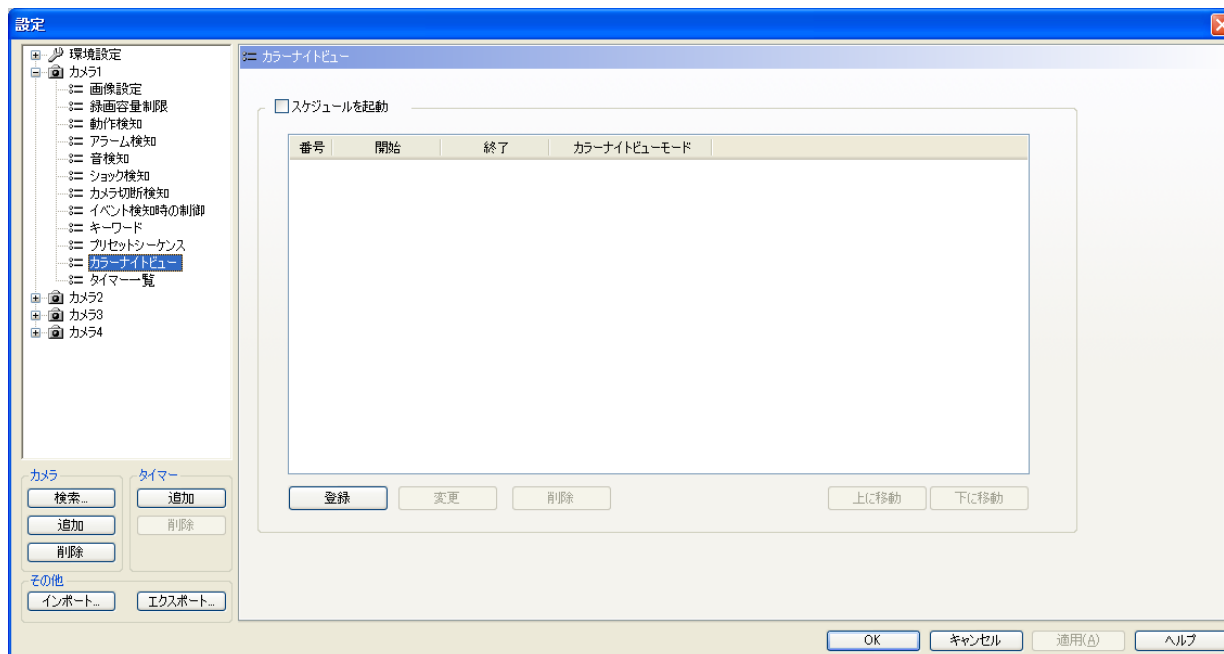 設定
環境設定
カメラ1
画像設定
録画容量制限
動作検知
アラーム検知
音検知
ショック検知
カメラ切断検知
イベント検知時の制御
キーワード
プリセットシーケンス
カラーナイトビュー
タイマー一覧
カメラ2
カメラ3
カメラ4
カメラ
検索...
追加
削除
タイマー
追加
削除
その他
インポート...
エクスポート...
カラーナイトビュー
スケジュールを起動
番号 開始 終了 カラーナイトビューモード
登録 変更 削除 上に移動 下に移動
OK キャンセル 適用(A) ヘルプ